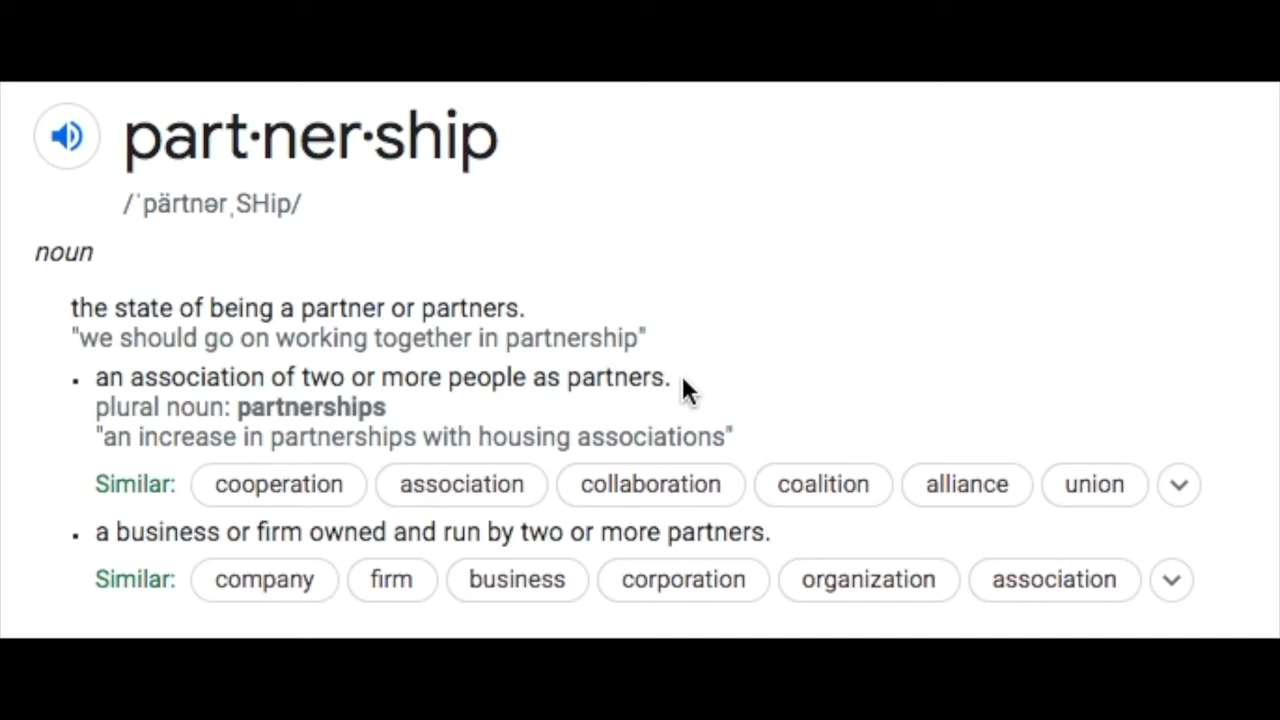 part·ner·ship
/ˈpärtnərˌSHip/
noun
the state of being a partner or partners.
"we should go on working together in partnership"
• an association of two or more people as partners.
plural noun: partnerships
"an increase in partnerships with housing associations"
Similar: cooperation association collaboration coalition alliance union
• a business or firm owned and run by two or more partners.
Similar: company firm business corporation organization association